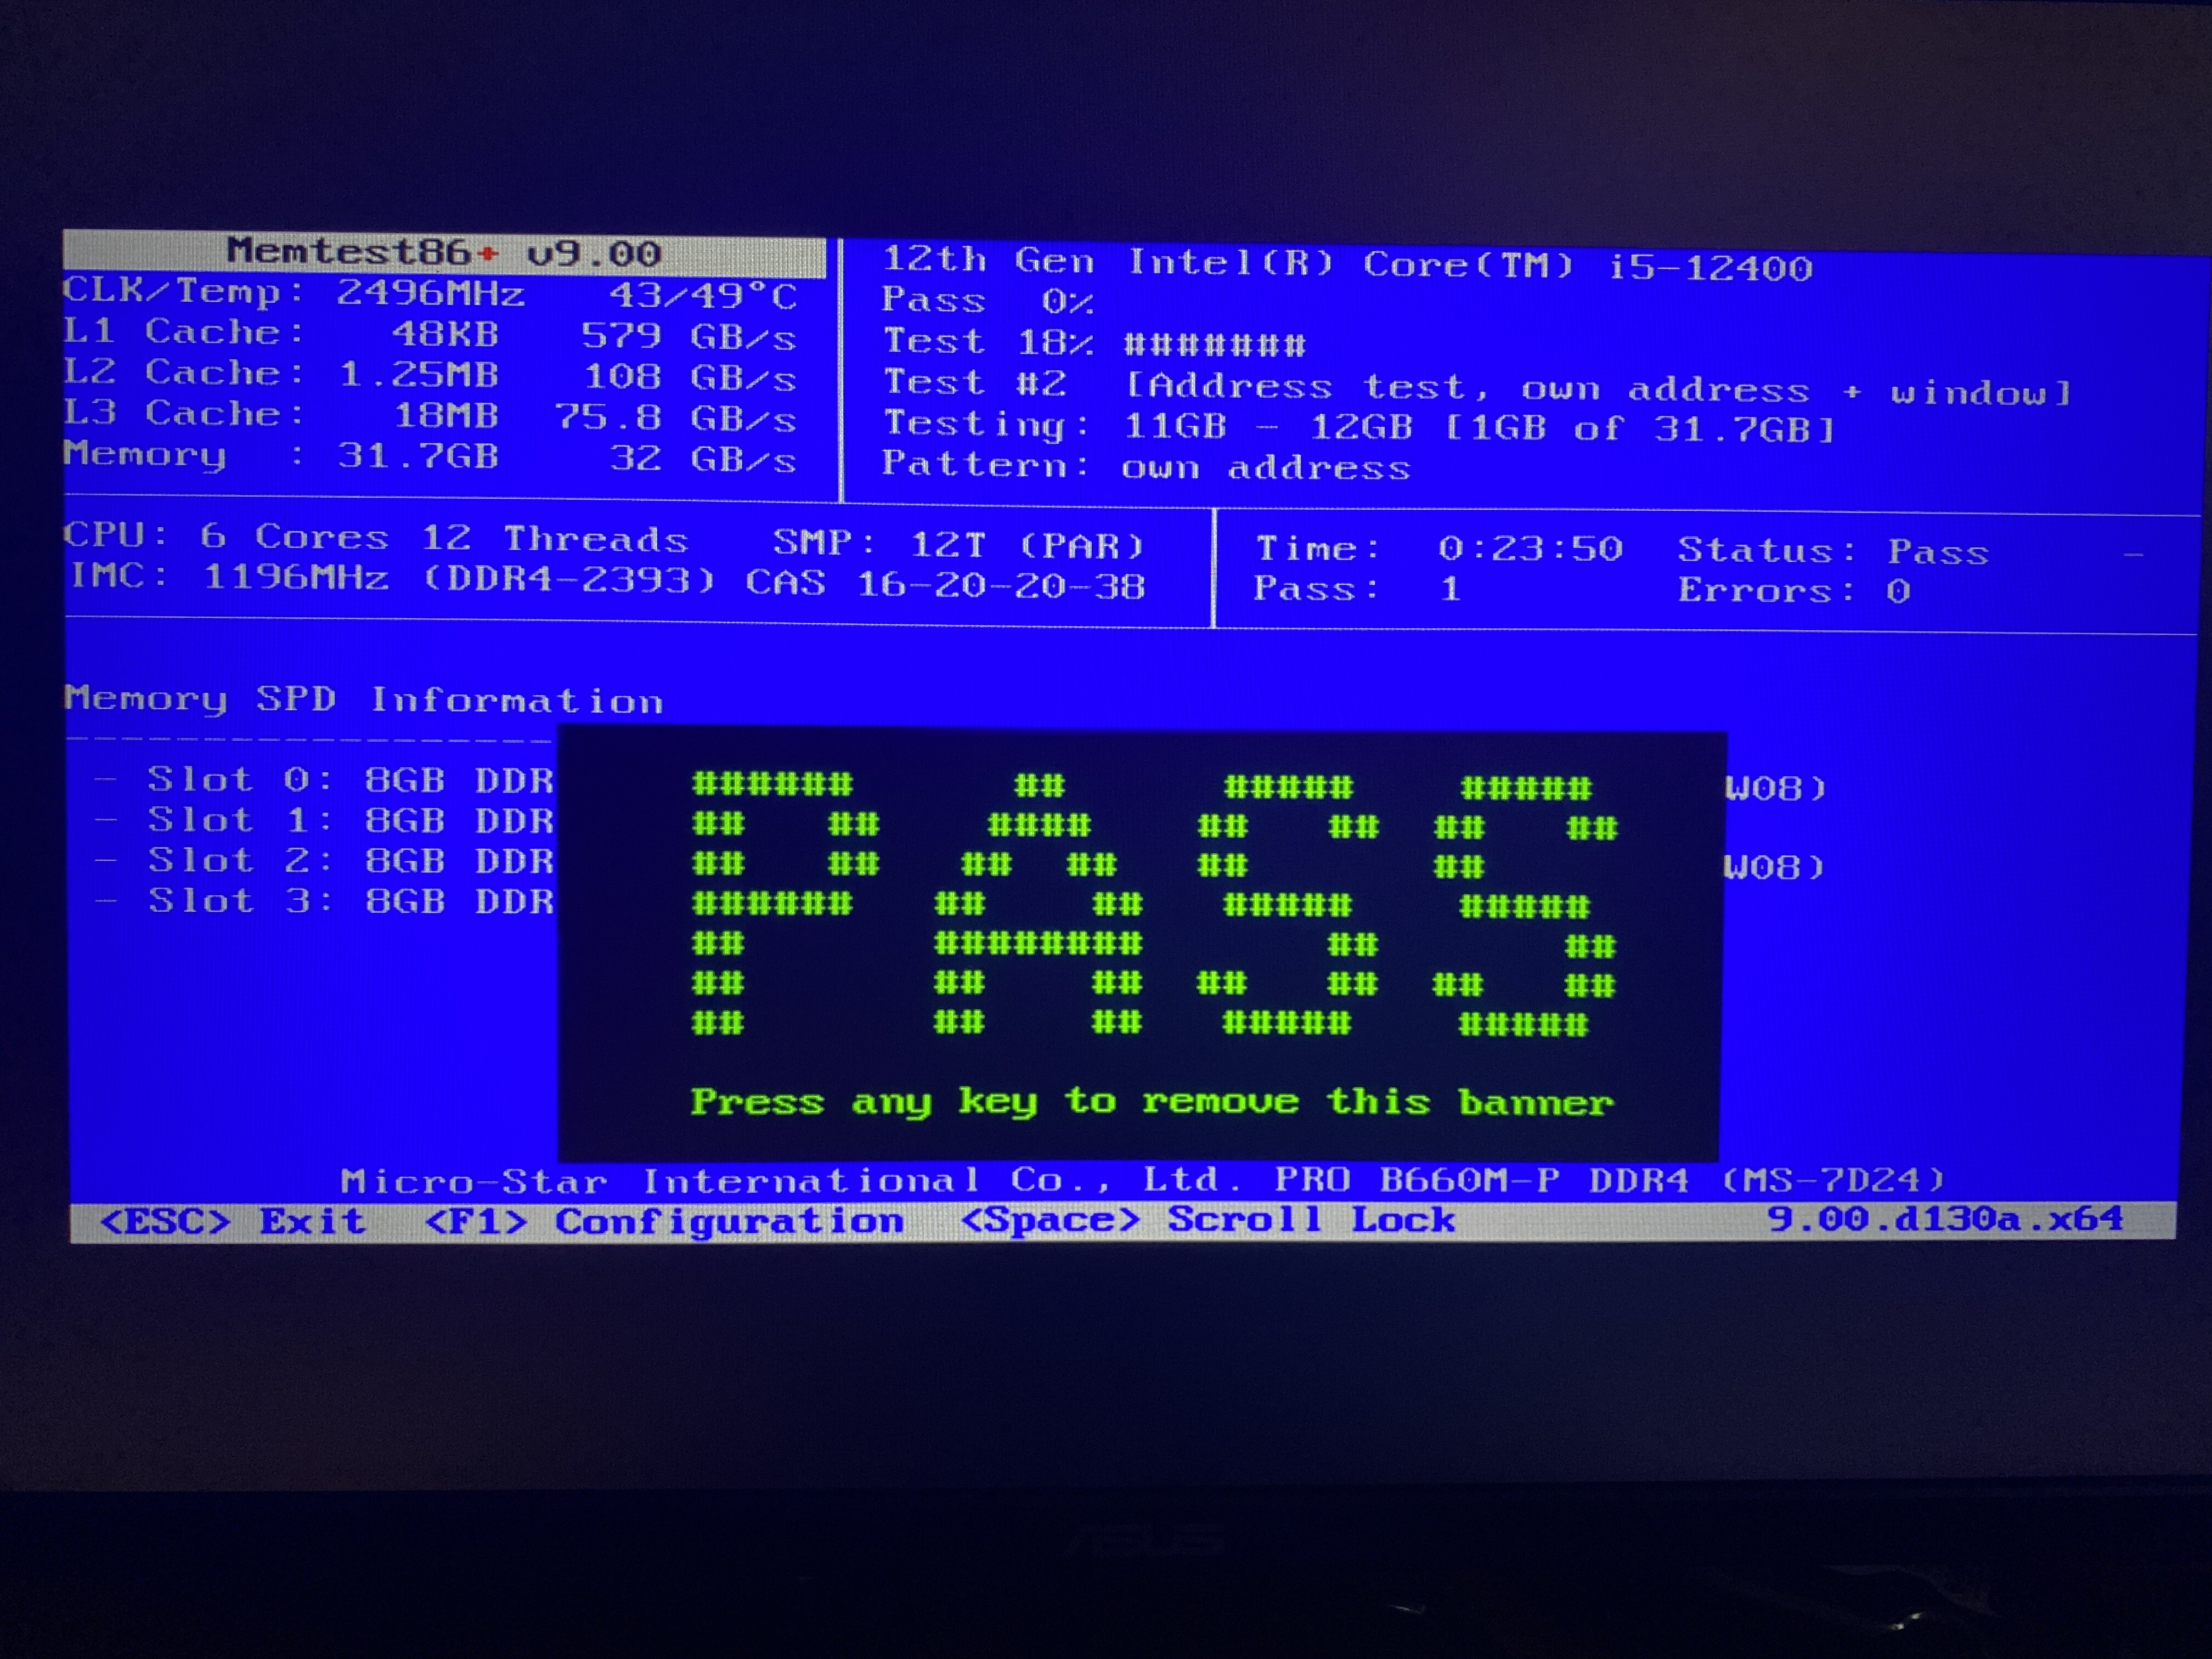 Memtest86+ v9.00
CLK/Temp: 2496MHz 43/49°C
L1 Cache: 48KB 579 GB/s
L2 Cache: 1.25MB 108 GB/s
L3 Cache: 18MB 75.8 GB/s
Memory : 31.7GB 32 GB/s
12th Gen Intel(R) Core(TM) i5-12400
Pass 0%
Test 18% #######
Test #2 [Address test, own address + window]
Testing: 11GB - 12GB [1GB of 31.7GB]
Pattern: own address
CPU: 6 Cores 12 Threads SMP: 12T (PAR)
IMC: 1196MHz (DDR4-2393) CAS 16-20-20-38
Time: 0:23:50 Status: Pass -
Pass: 1 Errors: 0
Memory SPD Information
- Slot 0: 8GB DDR W08)
- Slot 1: 8GB DDR
- Slot 2: 8GB DDR W08)
- Slot 3: 8GB DDR
PASS
Press any key to remove this banner
Micro-Star International Co., Ltd. PRO B660M-P DDR4 (MS-7D24)
<ESC> Exit <F1> Configuration <Space> Scroll Lock 9.00.d130a.x64
ASUS